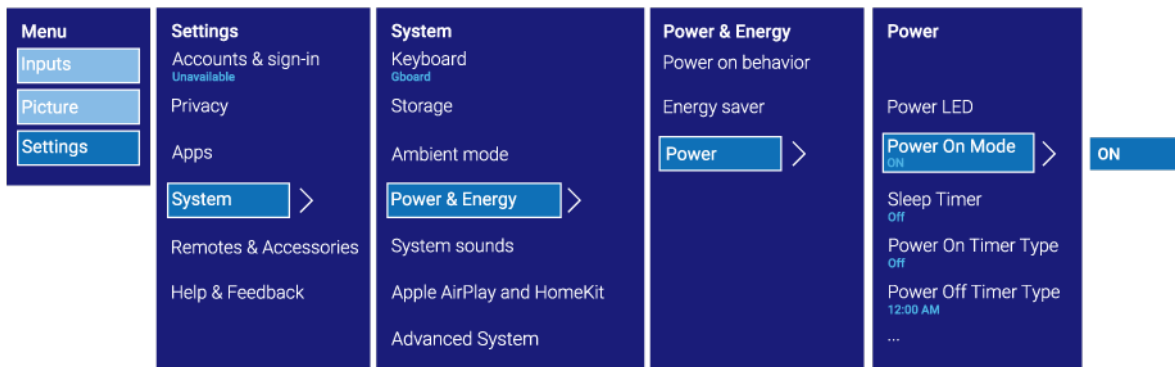 Menu
Inputs
Picture
Settings
Settings
Accounts & sign-in
Unavailable
Privacy
Apps
System
Remotes & Accessories
Help & Feedback
System
Keyboard
Gboard
Storage
Ambient mode
Power & Energy
System sounds
Apple AirPlay and HomeKit
Advanced System
Power & Energy
Power on behavior
Energy saver
Power
Power
Power LED
Power On Mode
ON
Sleep Timer
Off
Power On Timer Type
Off
Power Off Timer Type
12:00 AM
...
ON